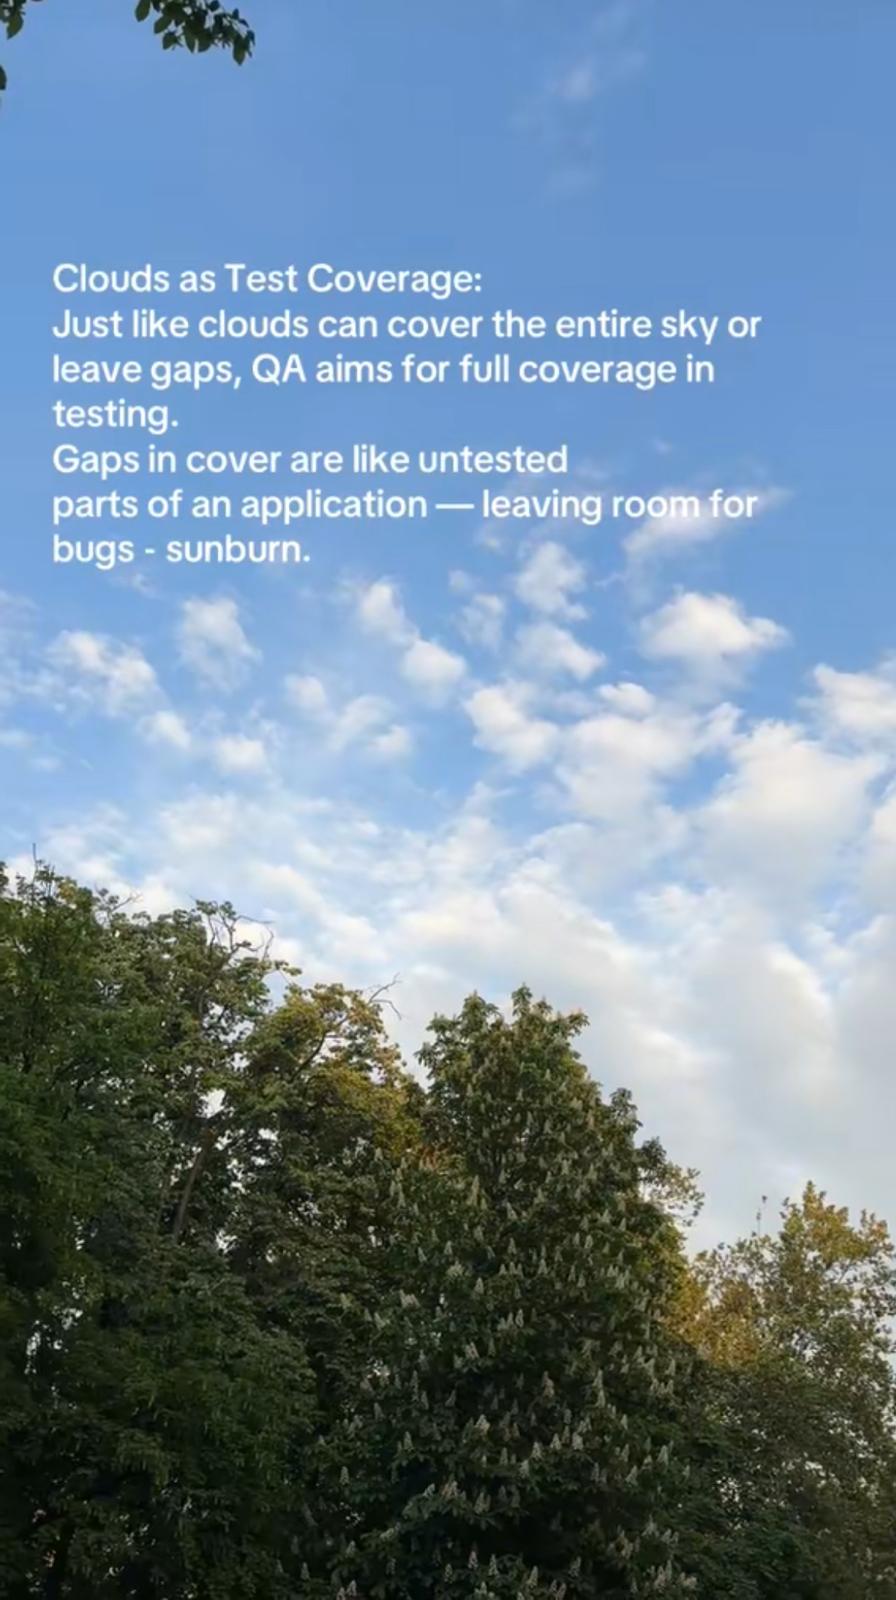 Clouds as Test Coverage:
Just like clouds can cover the entire sky or
leave gaps, QA aims for full coverage in
testing.
Gaps in cover are like untested
parts of an application — leaving room for
bugs - sunburn.